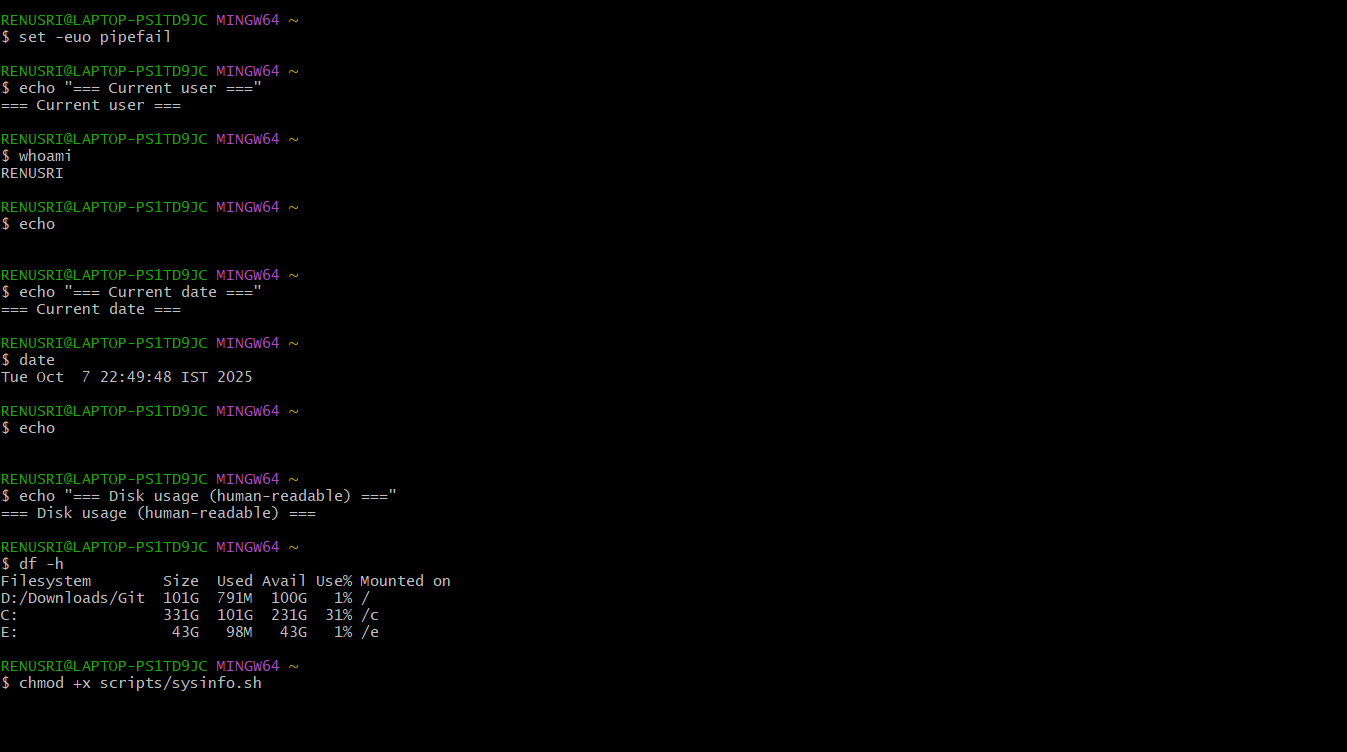 RENUSRI@LAPTOP-PS1TD9JC MINGW64 ~
$ set -euo pipefail
RENUSRI@LAPTOP-PS1TD9JC MINGW64 ~
$ echo "=== Current user ==="
=== Current user ===
RENUSRI@LAPTOP-PS1TD9JC MINGW64 ~
$ whoami
RENUSRI
RENUSRI@LAPTOP-PS1TD9JC MINGW64 ~
$ echo
RENUSRI@LAPTOP-PS1TD9JC MINGW64 ~
$ echo "=== Current date ==="
=== Current date ===
RENUSRI@LAPTOP-PS1TD9JC MINGW64 ~
$ date
Tue Oct  7 22:49:48 IST 2025
RENUSRI@LAPTOP-PS1TD9JC MINGW64 ~
$ echo
RENUSRI@LAPTOP-PS1TD9JC MINGW64 ~
$ echo "=== Disk usage (human-readable) ==="
=== Disk usage (human-readable) ===
RENUSRI@LAPTOP-PS1TD9JC MINGW64 ~
$ df -h
Filesystem        Size  Used Avail Use% Mounted on
D:/Downloads/Git  101G  791M  100G   1% /
C:                331G  101G  231G  31% /c
E:                 43G   98M   43G   1% /e
RENUSRI@LAPTOP-PS1TD9JC MINGW64 ~
$ chmod +x scripts/sysinfo.sh